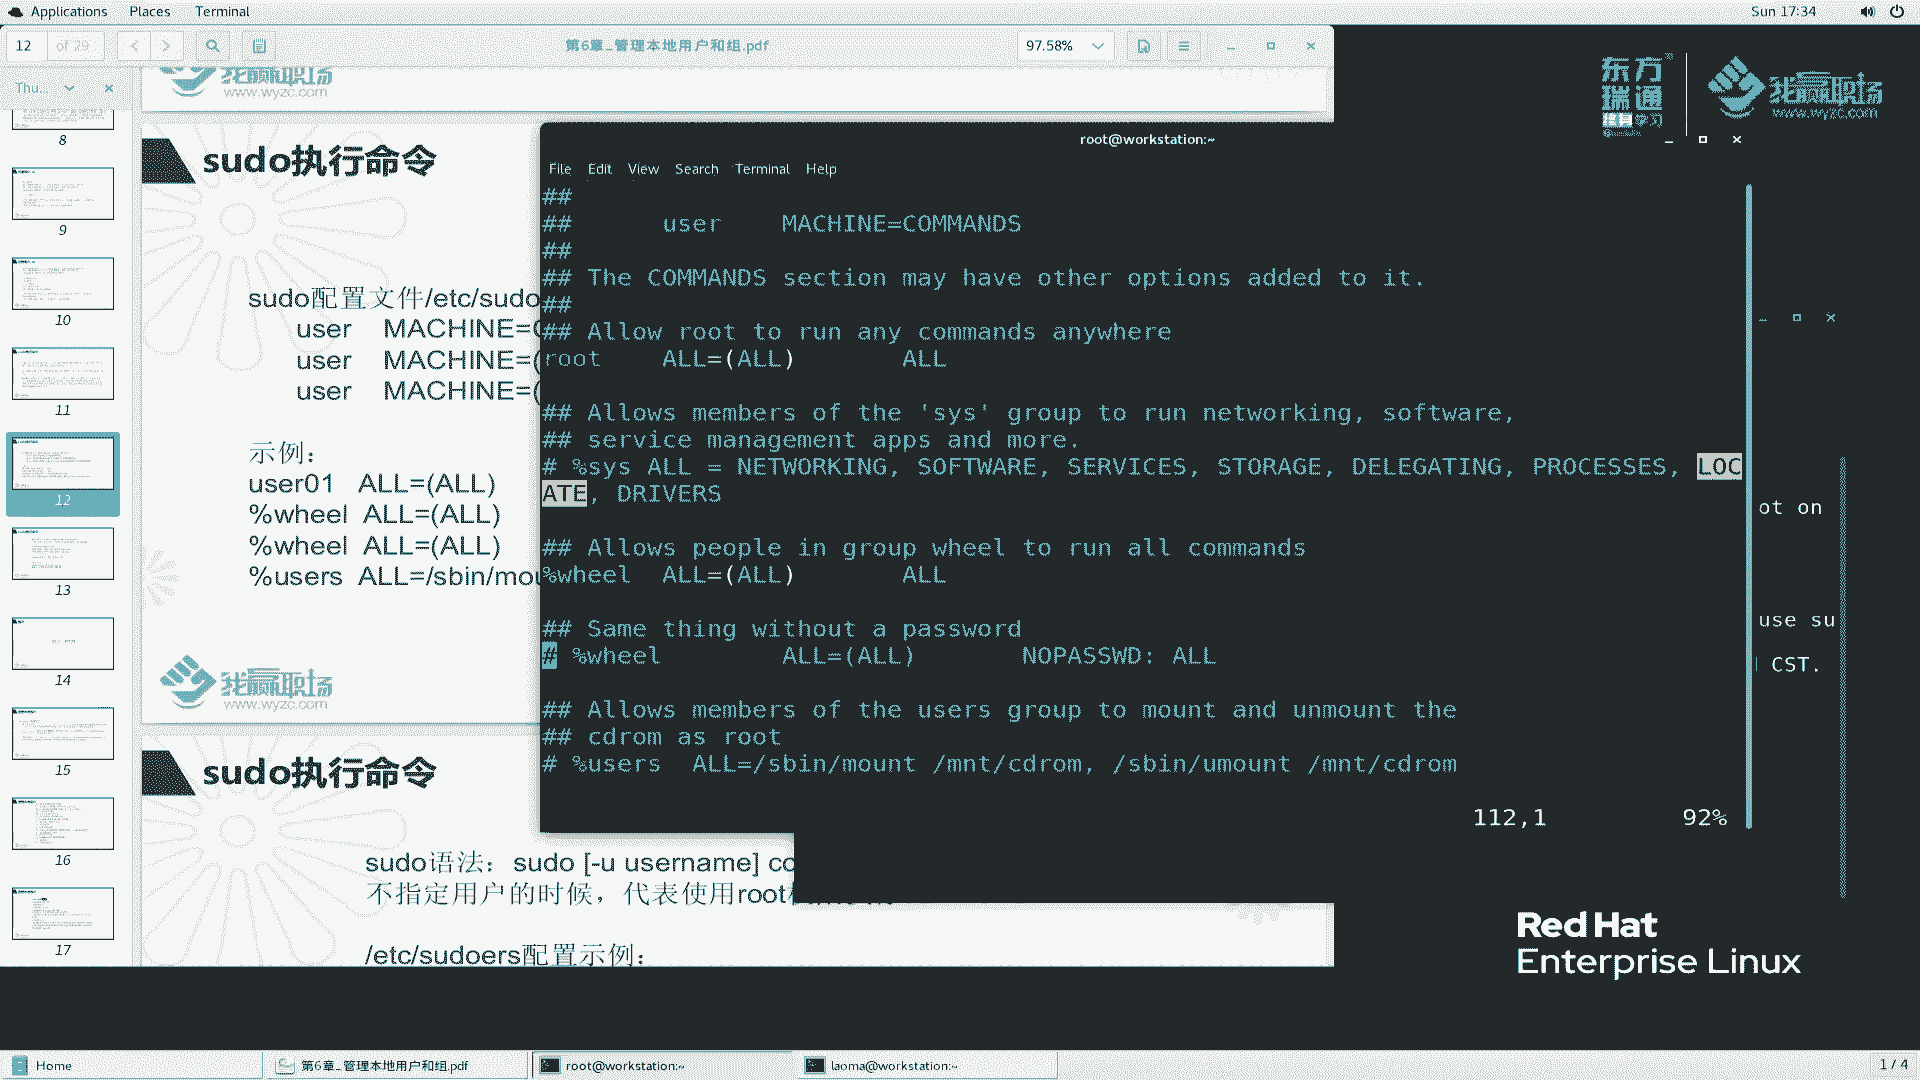 Applications Places Terminal Sun 17:34
12 of 29 第6章_管理本地用户和组.pdf 97.58%
Thu...
8
9
10
11
12
13
14
15
16
17
我赢职场
www.wyzc.com
sudo执行命令
sudo配置文件/etc/sudo
user MACHINE=
user MACHINE=(
user MACHINE=(
示例：
user01 ALL=(ALL)
%wheel ALL=(ALL)
%wheel ALL=(ALL)
%users ALL=/sbin/mou
我赢职场
www.wyzc.com
sudo执行命令
sudo语法：sudo [-u username] co
不指定用户的时候，代表使用root
/etc/sudoers配置示例：
东方
瑞通
终身学习
我赢职场
www.wyzc.com
root@workstation:~
File Edit View Search Terminal Help
##
## user MACHINE=COMMANDS
##
## The COMMANDS section may have other options added to it.
##
## Allow root to run any commands anywhere
root ALL=(ALL) ALL
## Allows members of the 'sys' group to run networking, software,
## service management apps and more.
# %sys ALL = NETWORKING, SOFTWARE, SERVICES, STORAGE, DELEGATING, PROCESSES, LOC
ATE, DRIVERS
## Allows people in group wheel to run all commands
%wheel ALL=(ALL) ALL
## Same thing without a password
# %wheel ALL=(ALL) NOPASSWD: ALL
## Allows members of the users group to mount and unmount the
## cdrom as root
# %users ALL=/sbin/mount /mnt/cdrom, /sbin/umount /mnt/cdrom
112,1 92%
ot on
use su
CST.
Red Hat
Enterprise Linux
Home 第6章_管理本地用户和组.pdf root@workstation:~ laoma@workstation:~ 1 / 4